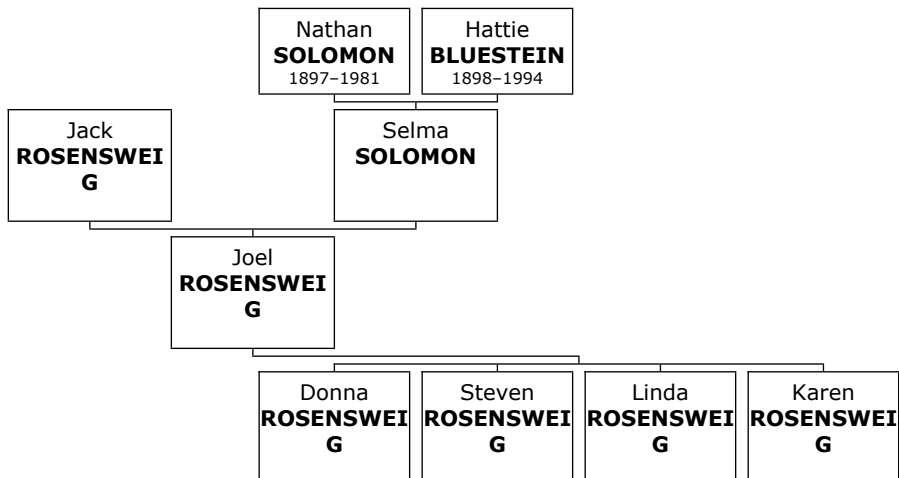 Nathan
SOLOMON
1897–1981
Hattie
BLUESTEIN
1898–1994
Jack
ROSENSWEI
G
Selma
SOLOMON
Joel
ROSENSWEI
G
Donna
ROSENSWEI
G
Steven
ROSENSWEI
G
Linda
ROSENSWEI
G
Karen
ROSENSWEI
G